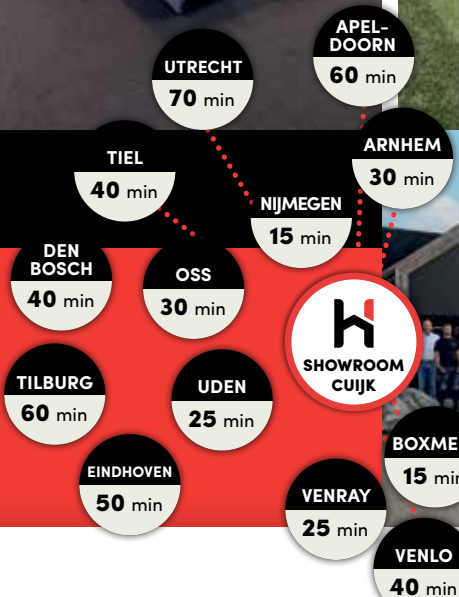 APEL-
DOORN
60 min
UTRECHT
70 min
ARNHEM
30 min
TIEL
40 min
NIJMEGEN
15 min
DEN
BOSCH
40 min
OSS
30 min
SHOWROOM
CUIJK
TILBURG
60 min
UDEN
25 min
BOXME
15 min
EINDHOVEN
50 min
VENRAY
25 min
VENLO
40 min